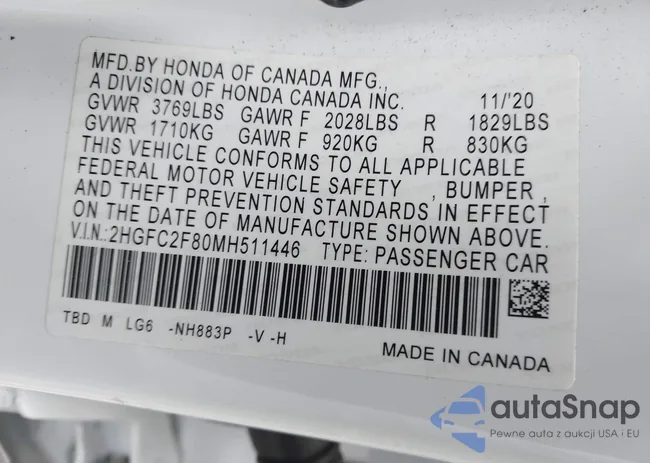 MFD.BY HONDA OF CANADA MFG.,
A DIVISION OF HONDA CANADA INC. 11/'20
GVWR 3769LBS GAWR F 2028LBS R 1829LBS
GVWR 1710KG GAWR F 920KG R 830KG
THIS VEHICLE CONFORMS TO ALL APPLICABLE
FEDERAL MOTOR VEHICLE SAFETY , BUMPER ,
AND THEFT PREVENTION STANDARDS IN EFFECT
ON THE DATE OF MANUFACTURE SHOWN ABOVE.
V.I.N.:2HGFC2F80MH511446 TYPE: PASSENGER CAR
TBD M LG6 -NH883P -V -H
MADE IN CANADA
autaSnap
Pewne auta z aukcji USA i EU